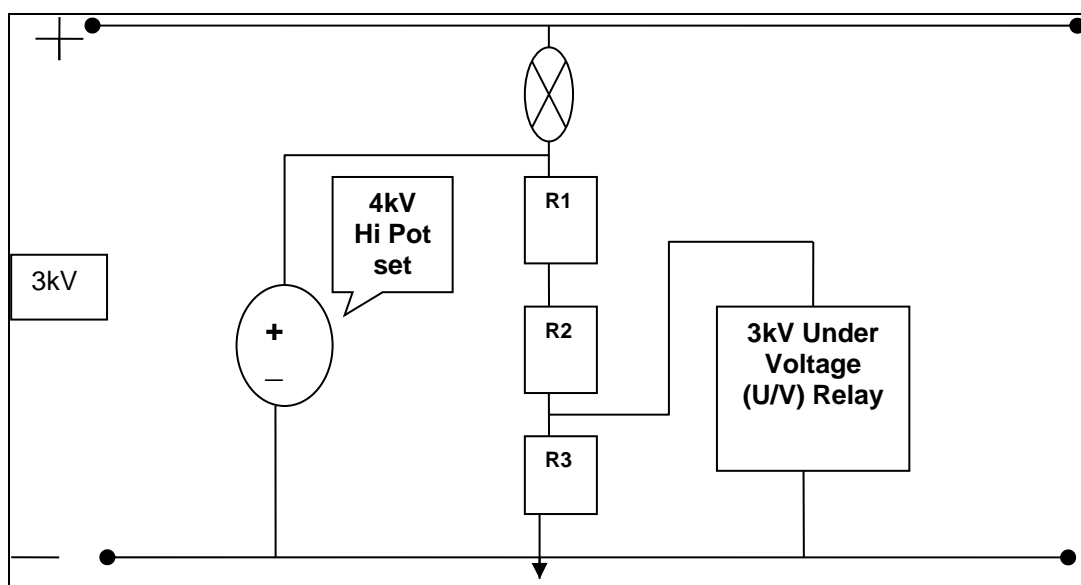 +
4kV
Hi Pot
set
R1
3kV
+
–
R2
3kV Under
Voltage
(U/V) Relay
R3
—